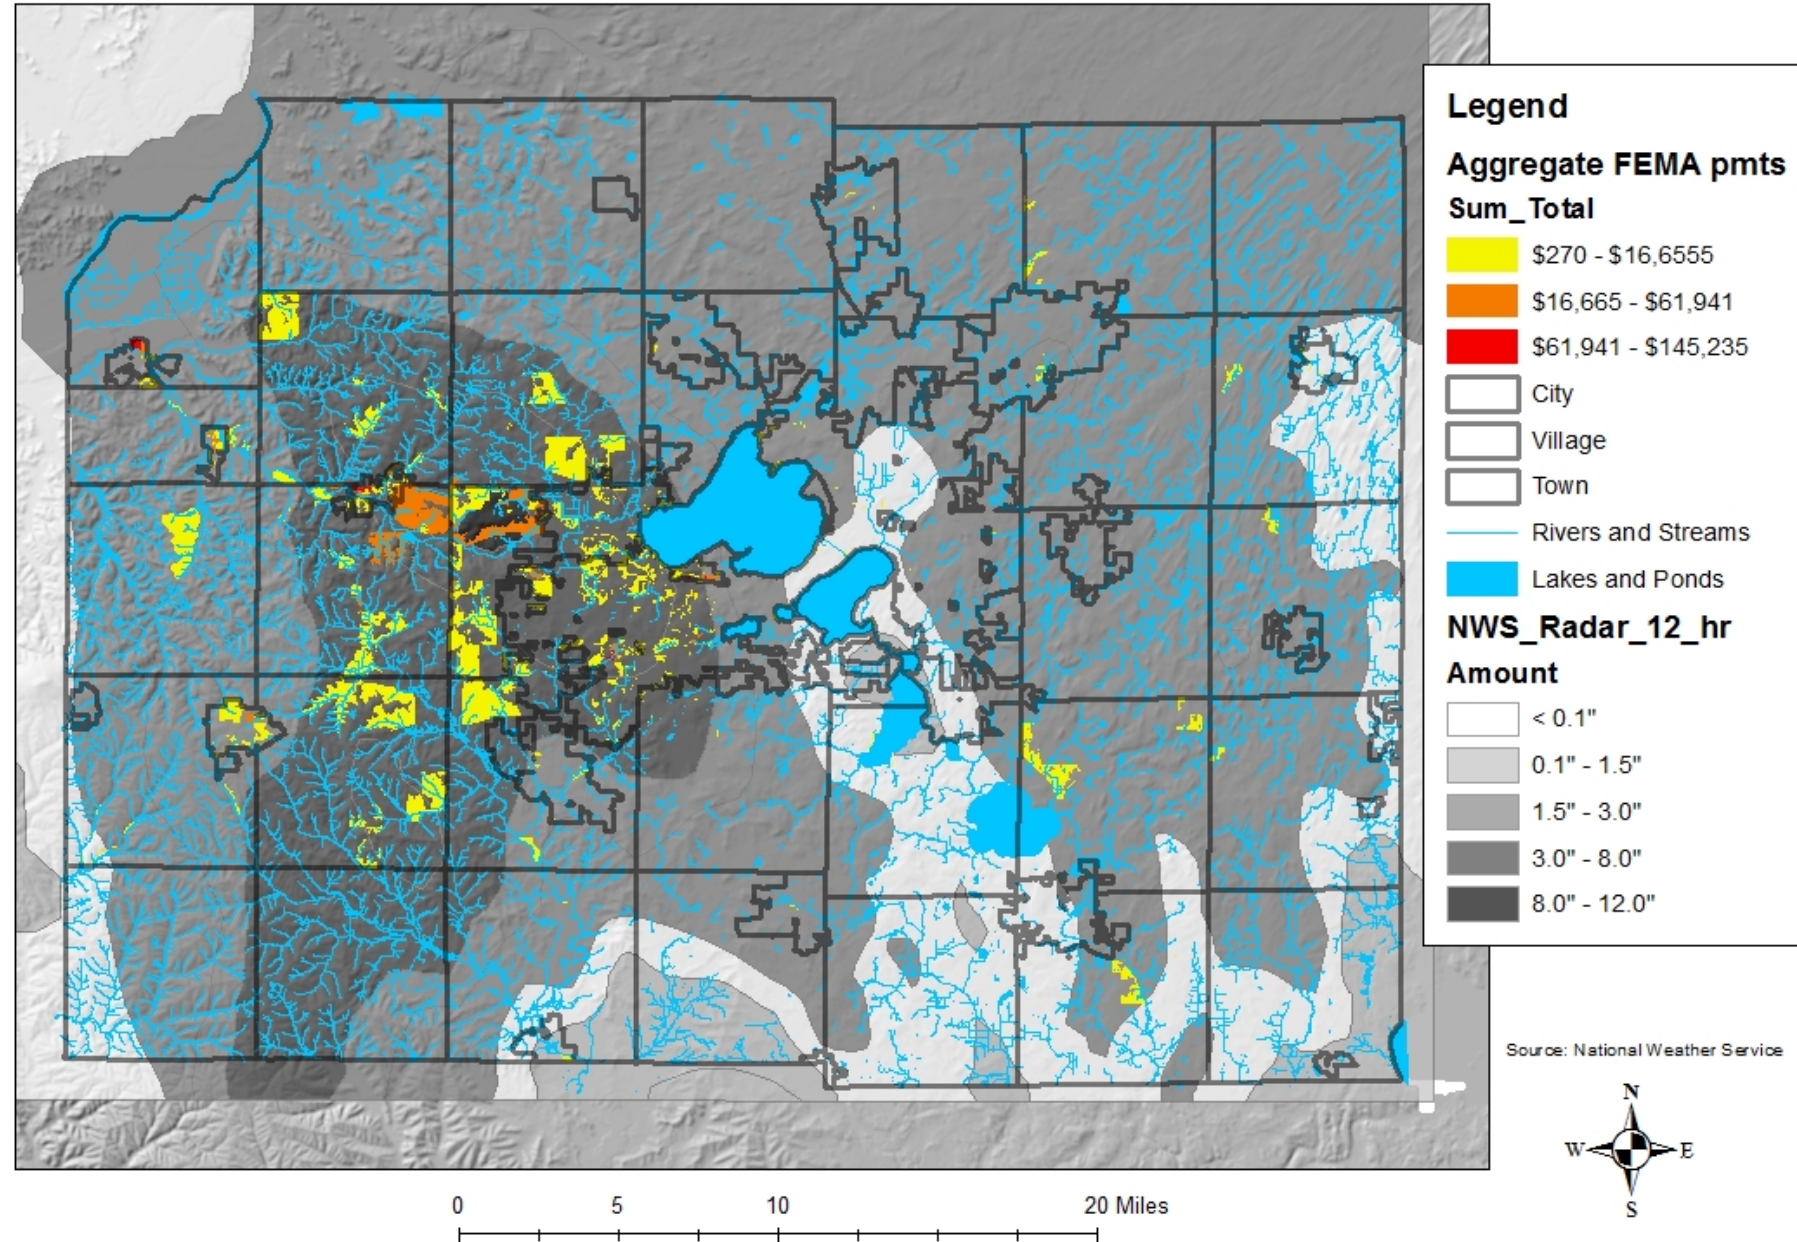 Legend
Aggregate FEMA pmts
Sum_Total
$270 - $16,6555
$16,665 - $61,941
$61,941 - $145,235
City
Village
Town
Rivers and Streams
Lakes and Ponds
NWS_Radar_12_hr
Amount
< 0.1"
0.1" - 1.5"
1.5" - 3.0"
3.0" - 8.0"
8.0" - 12.0"
Source: National Weather Service
N
W E
S
0 5 10 20 Miles